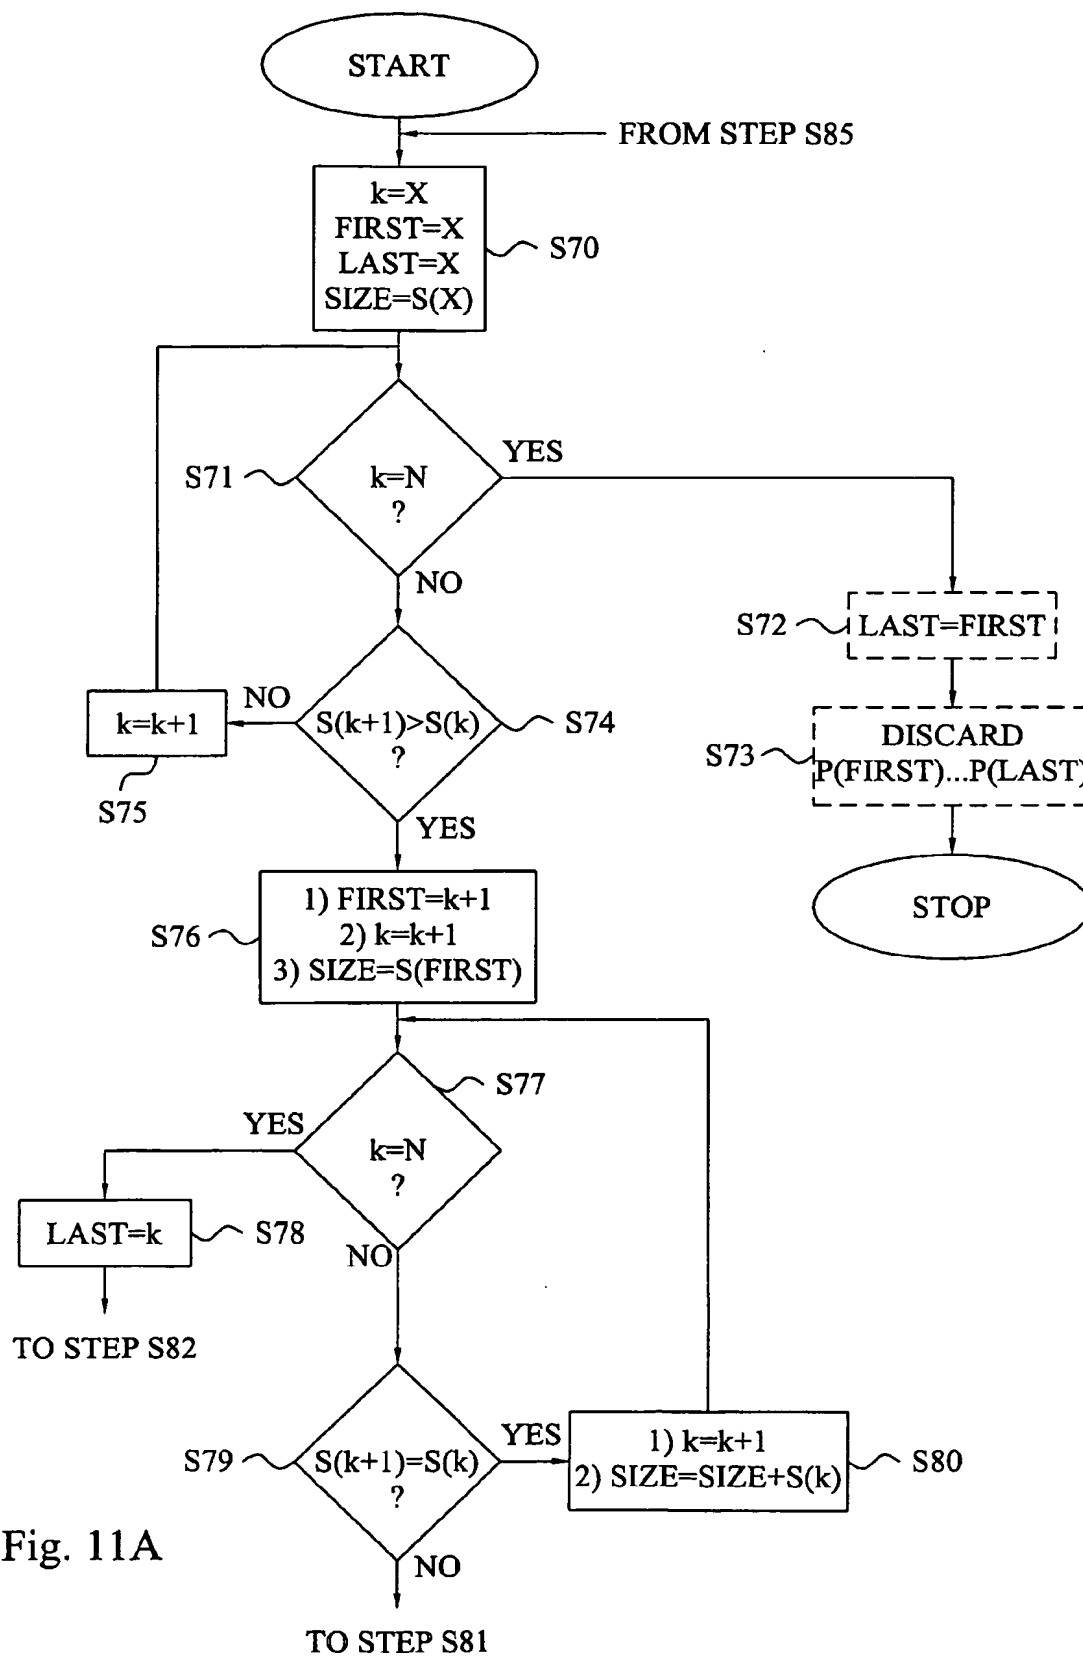 START
FROM STEP S85
k=X
FIRST=X
LAST=X
SIZE=S(X)
S70
S71
k=N
?
YES
NO
S72
LAST=FIRST
S73
DISCARD
P(FIRST)...P(LAST)
STOP
S(k+1)>S(k)
?
S74
NO
k=k+1
S75
YES
S76
1) FIRST=k+1
2) k=k+1
3) SIZE=S(FIRST)
S77
YES
k=N
?
LAST=k
S78
NO
TO STEP S82
S79
S(k+1)=S(k)
?
YES
1) k=k+1
2) SIZE=SIZE+S(k)
S80
Fig. 11A
NO
TO STEP S81